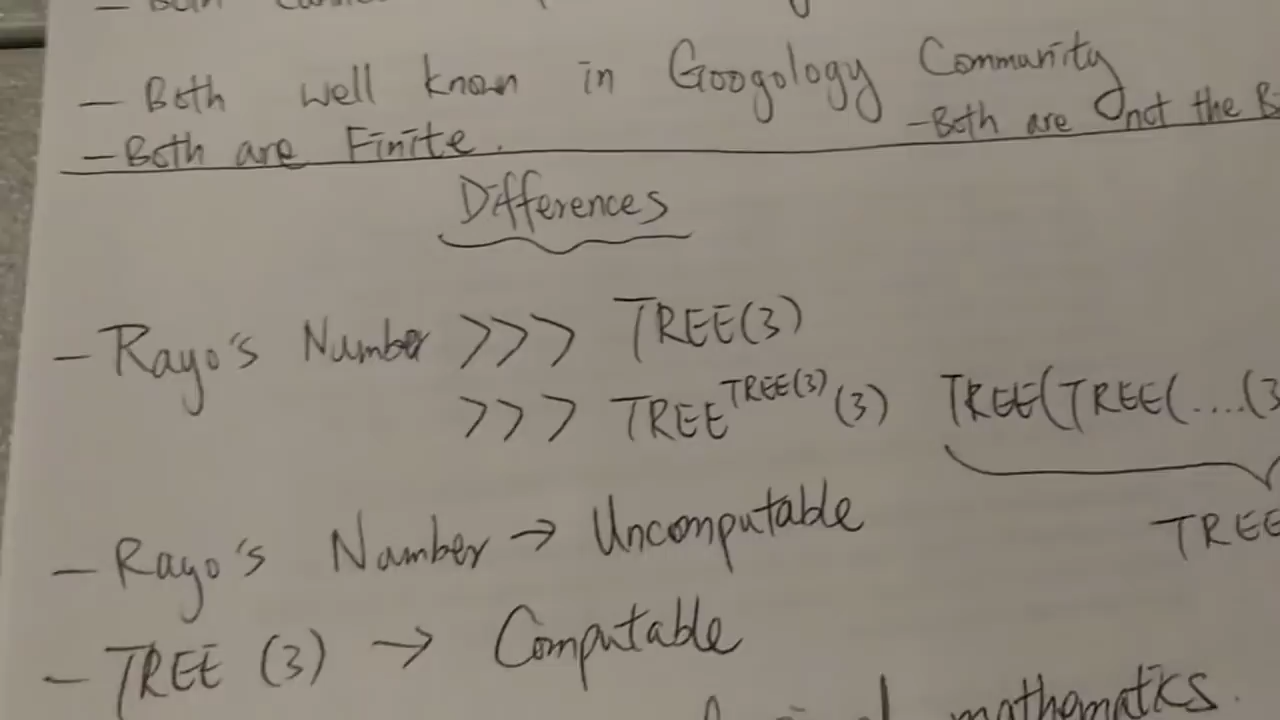 - Both
- Both well known in Googology Community
- Both are Finite. - Both are not the
Differences
- Rayo's Number >>> TREE(3)
>>> TREE^TREE(3) (3) TREE(TREE(....(3
- Rayo's Number → Uncomputable
TREE
- TREE (3) → Computable
mathematics.